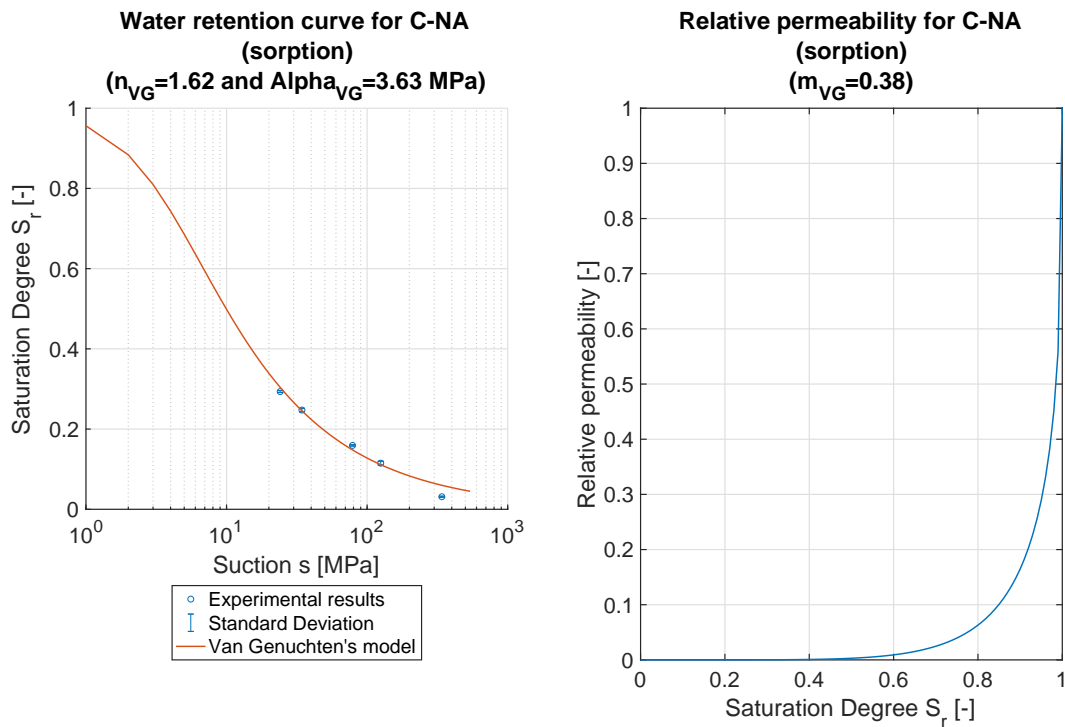 Water retention curve for C-NA
(sorption)
(n_VG=1.62 and Alpha_VG=3.63 MPa)
1
0.8
0.6
0.4
0.2
0
Saturation Degree S_r [-]
10^0
10^1
10^2
10^3
Suction s [MPa]
Experimental results
Standard Deviation
Van Genuchten's model
Relative permeability for C-NA
(sorption)
(m_VG=0.38)
1
0.9
0.8
0.7
0.6
0.5
0.4
0.3
0.2
0.1
0
Relative permeability [-]
0
0.2
0.4
0.6
0.8
1
Saturation Degree S_r [-]